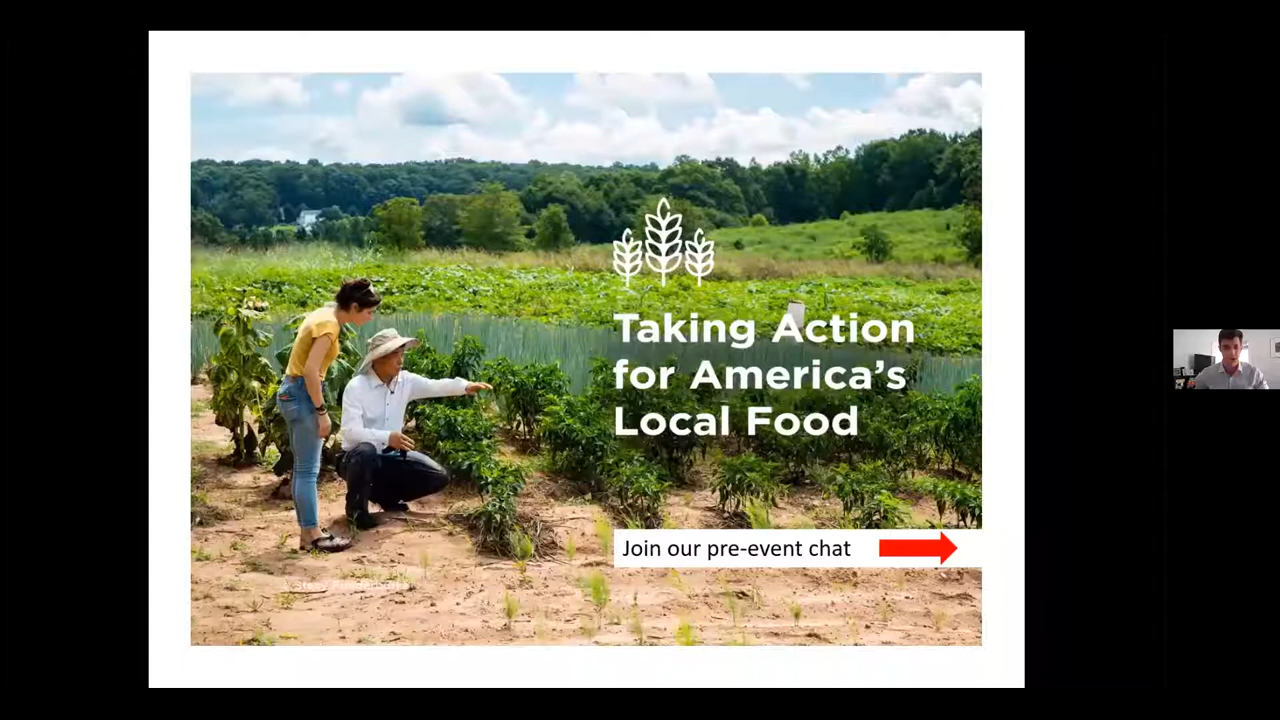 Taking Action
for America's
Local Food
Join our pre-event chat